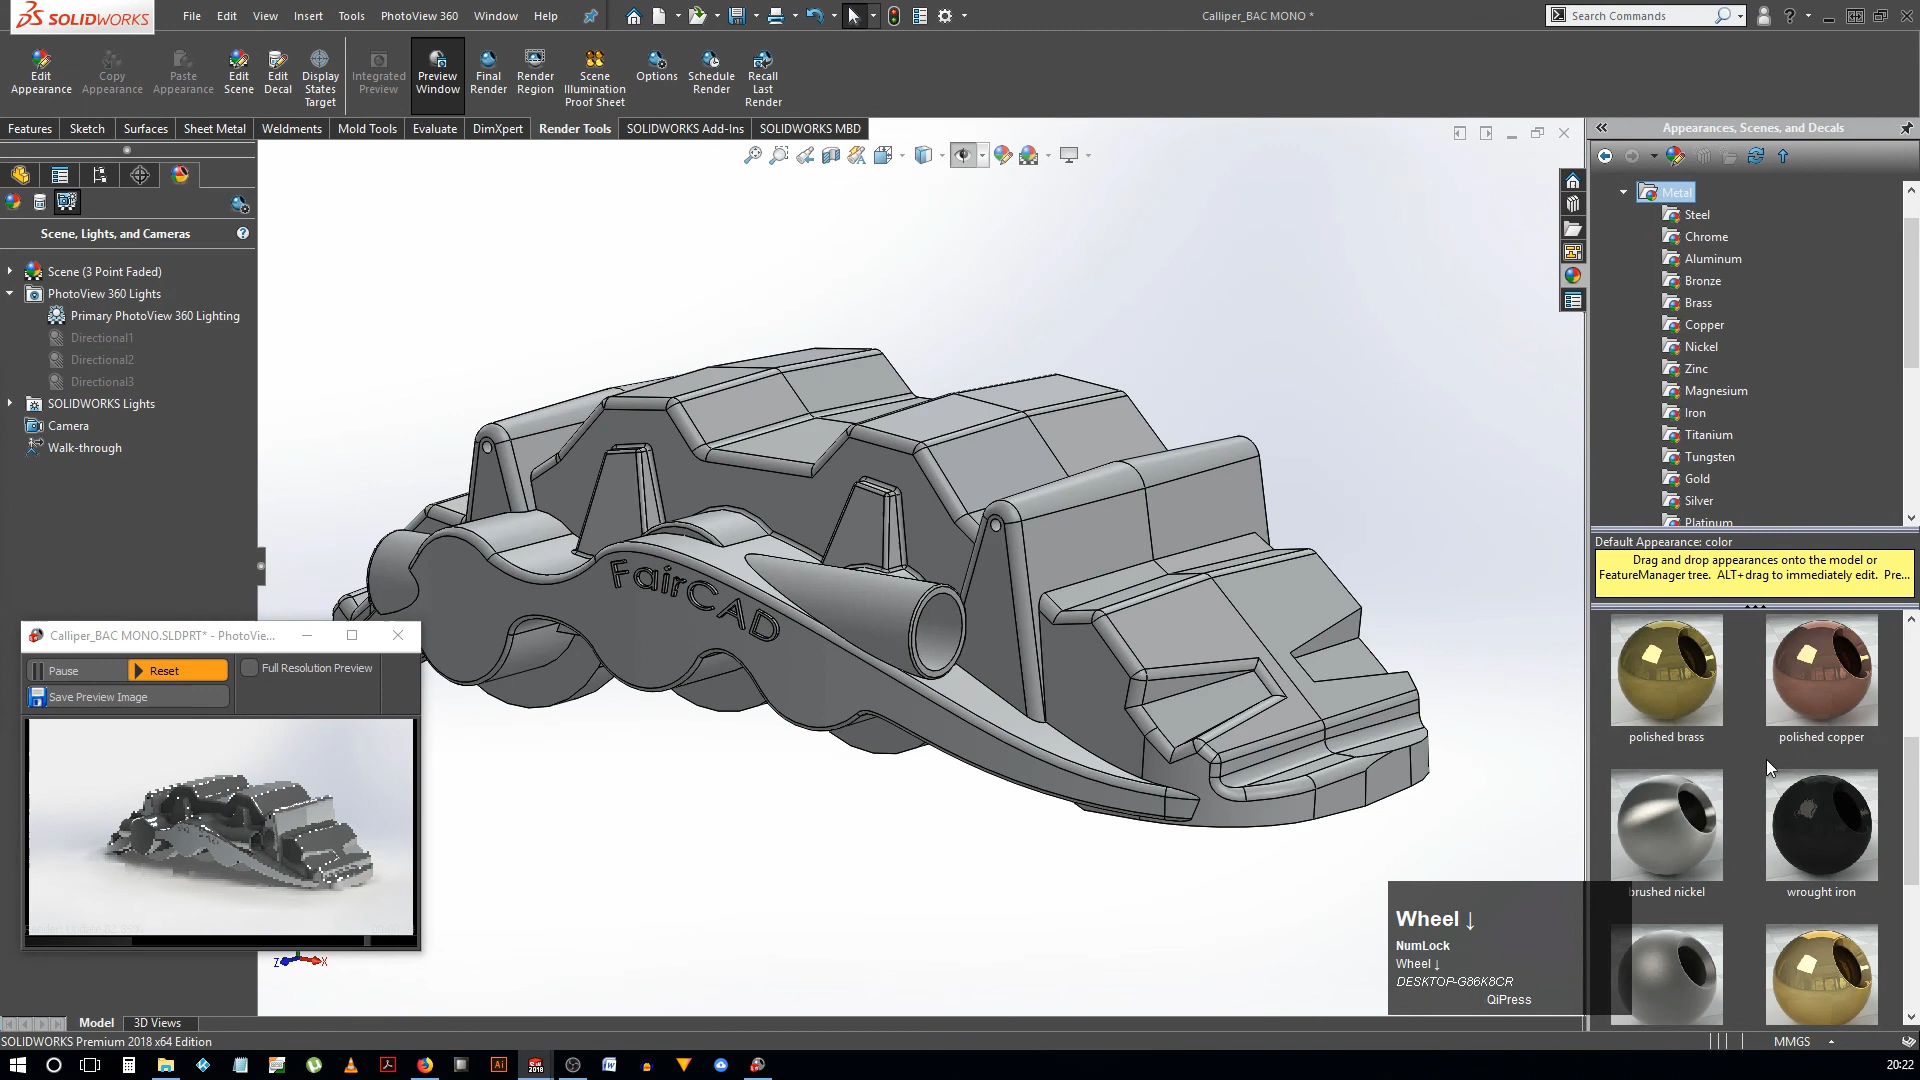 SOLIDWORKS
File Edit View Insert Tools PhotoView 360 Window Help
Calliper_BAC MONO *
Search Commands
Edit Appearance
Copy Appearance
Paste Appearance
Edit Scene
Edit Decal
Display States Target
Integrated Preview
Preview Window
Final Render
Render Region
Scene Illumination Proof Sheet
Options
Schedule Render
Recall Last Render
Features Sketch Surfaces Sheet Metal Weldments Mold Tools Evaluate DimXpert Render Tools SOLIDWORKS Add-Ins SOLIDWORKS MBD
Scene, Lights, and Cameras
Scene (3 Point Faded)
PhotoView 360 Lights
Primary PhotoView 360 Lighting
Directional1
Directional2
Directional3
SOLIDWORKS Lights
Camera
Walk-through
Calliper_BAC MONO.SLDPRT* - PhotoVie...
Pause
Reset
Full Resolution Preview
Save Preview Image
FairCAD
Z X
Appearances, Scenes, and Decals
Metal
Steel
Chrome
Aluminum
Bronze
Brass
Copper
Nickel
Zinc
Magnesium
Iron
Titanium
Tungsten
Gold
Silver
Platinum
Default Appearance: color
Drag and drop appearances onto the model or
FeatureManager tree. ALT+drag to immediately edit. Pre...
polished brass
polished copper
brushed nickel
wrought iron
Wheel ↓
NumLock
Wheel ↓
DESKTOP-G86K8CR
QiPress
Model 3D Views
SOLIDWORKS Premium 2018 x64 Edition
MMGS
20:22